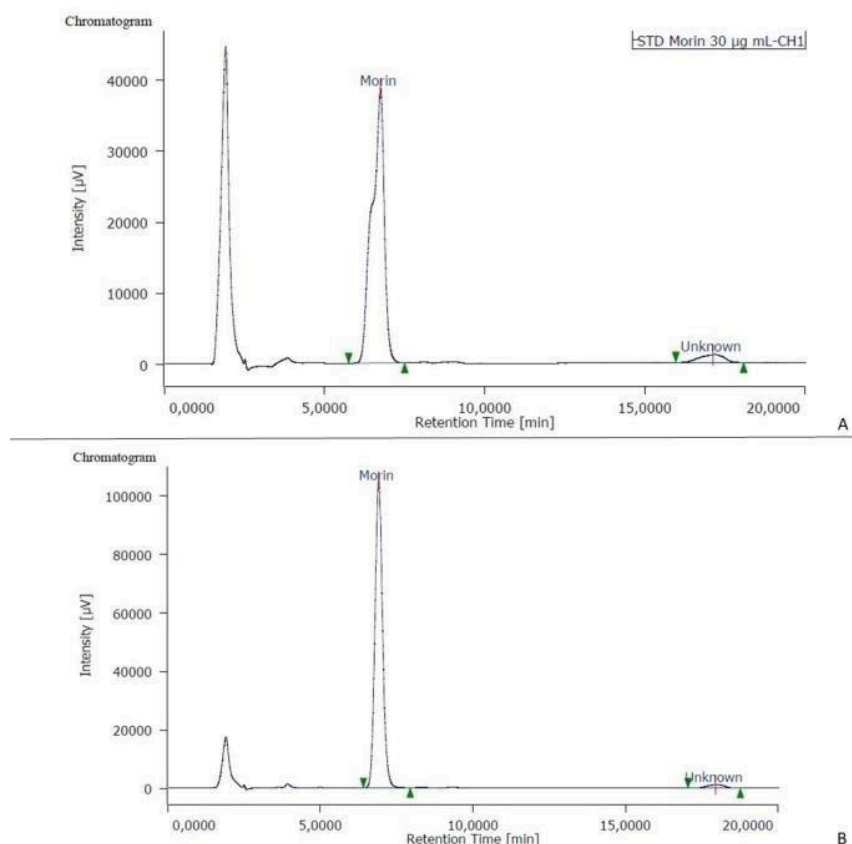 Chromatogram
STD Morin 30 µg mL-CH1
Morin
40000
30000
20000
10000
0
Intensity [µV]
Unknown
0,0000 5,0000 10,0000 15,0000 20,0000
Retention Time [min]
A
Chromatogram
Morin
100000
80000
60000
40000
20000
0
Intensity [µV]
Unknown
0,0000 5,0000 10,0000 15,0000 20,0000
Retention Time [min]
B